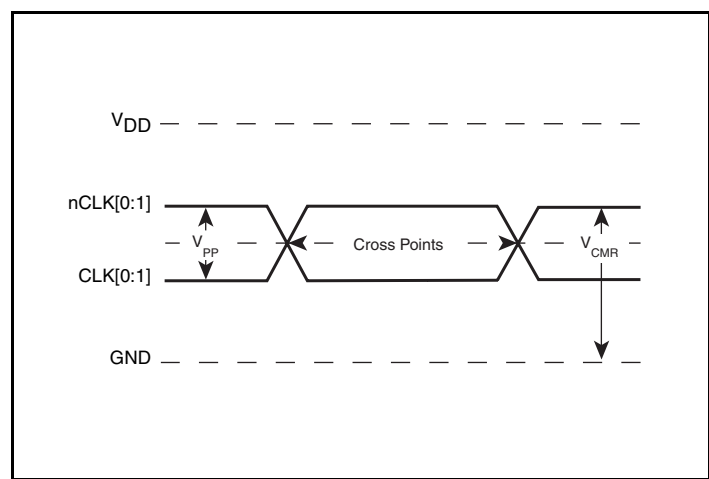 VDD
nCLK[0:1]
VPP
Cross Points
VCMR
CLK[0:1]
GND